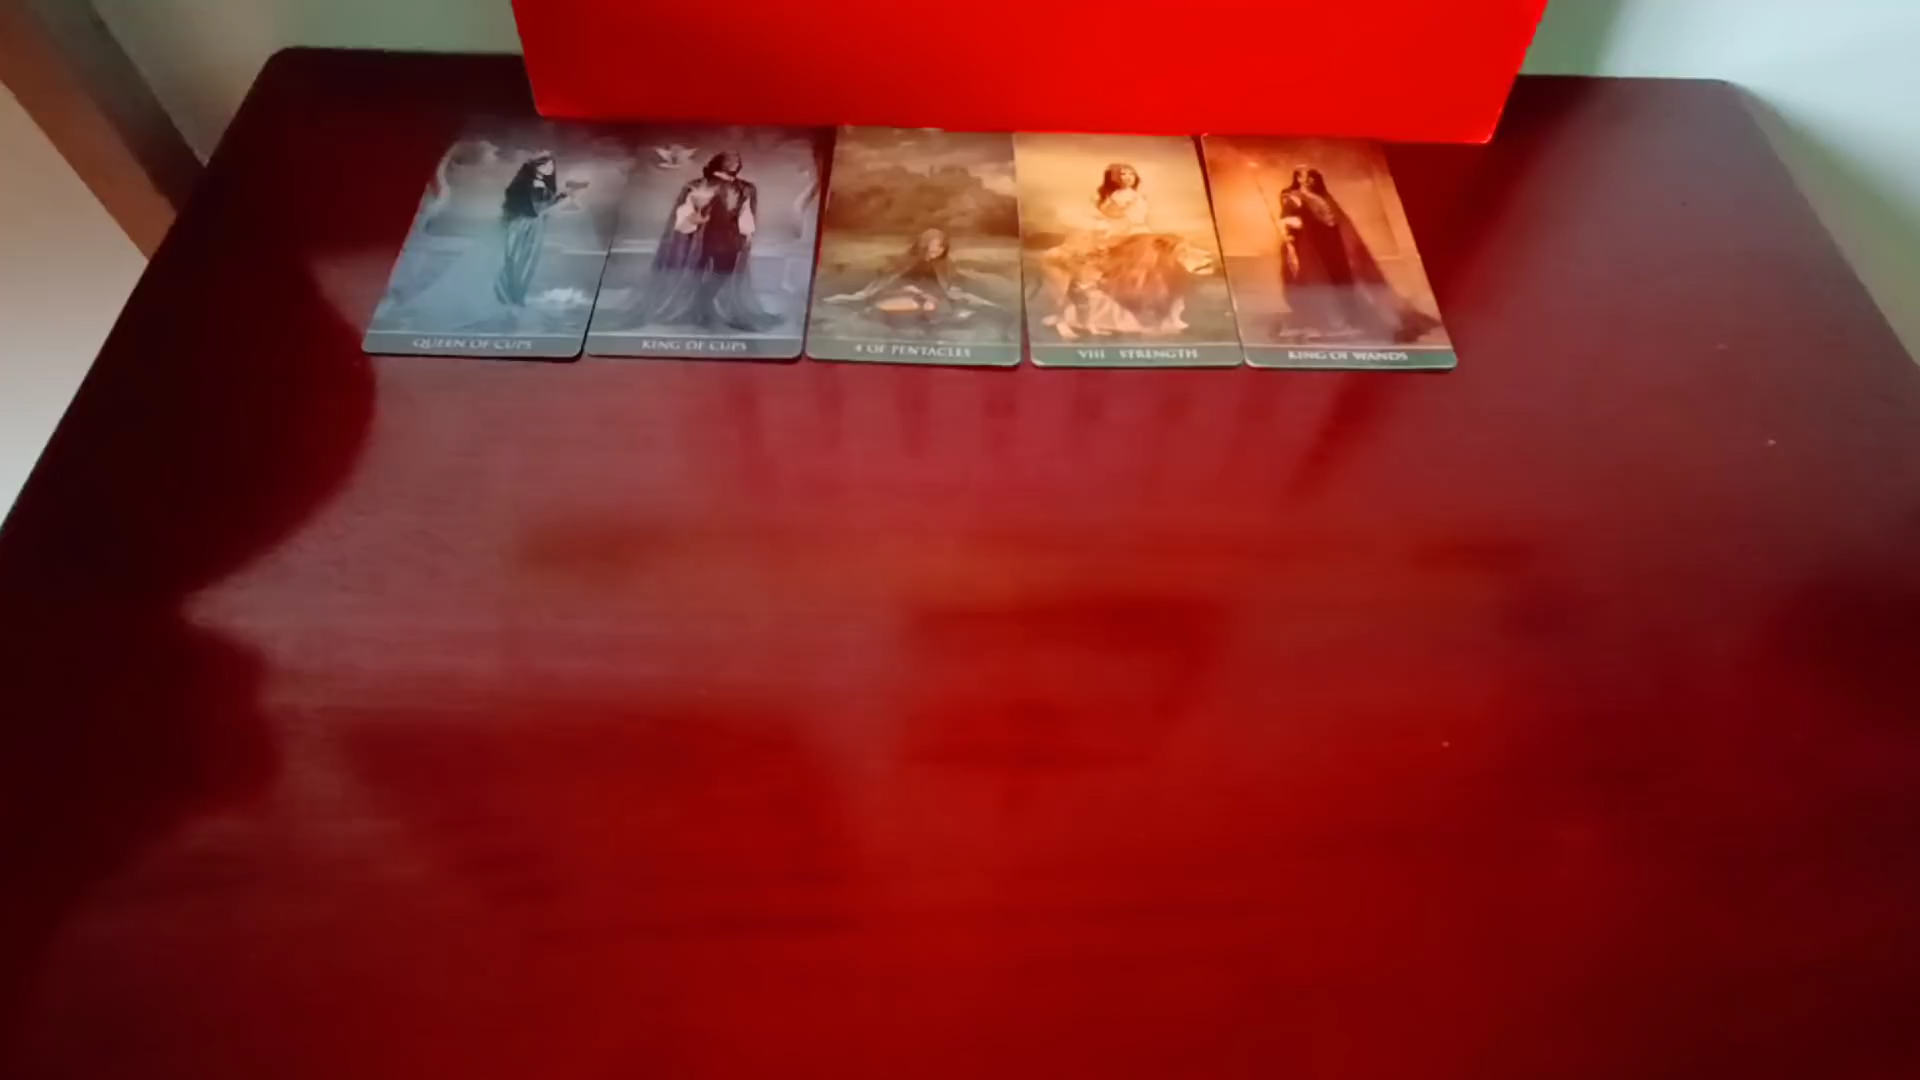 QUEEN OF CUPS
KING OF CUPS
4 OF PENTACLES
VIII STRENGTH
KING OF WANDS